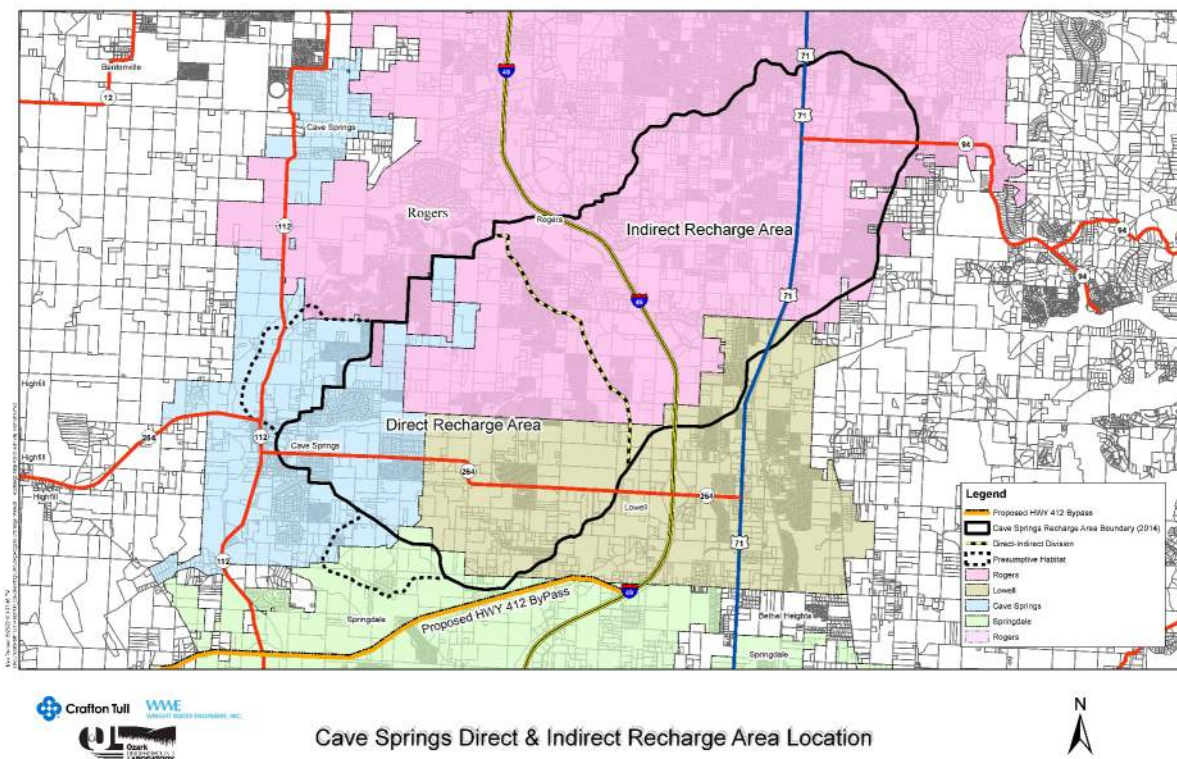 71
49
Bentonville
12
71
Cave Springs
94
Rogers
Rogers
112
Indirect Recharge Area
94
94
71
49
Highfill
Direct Recharge Area
264
112
Cave Springs
Highfill
264
Highfill
264
Lowell
71
112
49
Proposed HWY 412 ByPass
Springdale
Bethel Heights
Springdale
Legend
Proposed HWY 412 Bypass
Cave Springs Recharge Area Boundary (2014)
Direct-Indirect Division
Presumptive Habitat
Rogers
Lowell
Cave Springs
Springdale
Rogers
Crafton Tull
WWE
WRIGHT WATER ENGINEERS, INC.
Ozark
UNDERGROUND
LABORATORY
Cave Springs Direct & Indirect Recharge Area Location
N